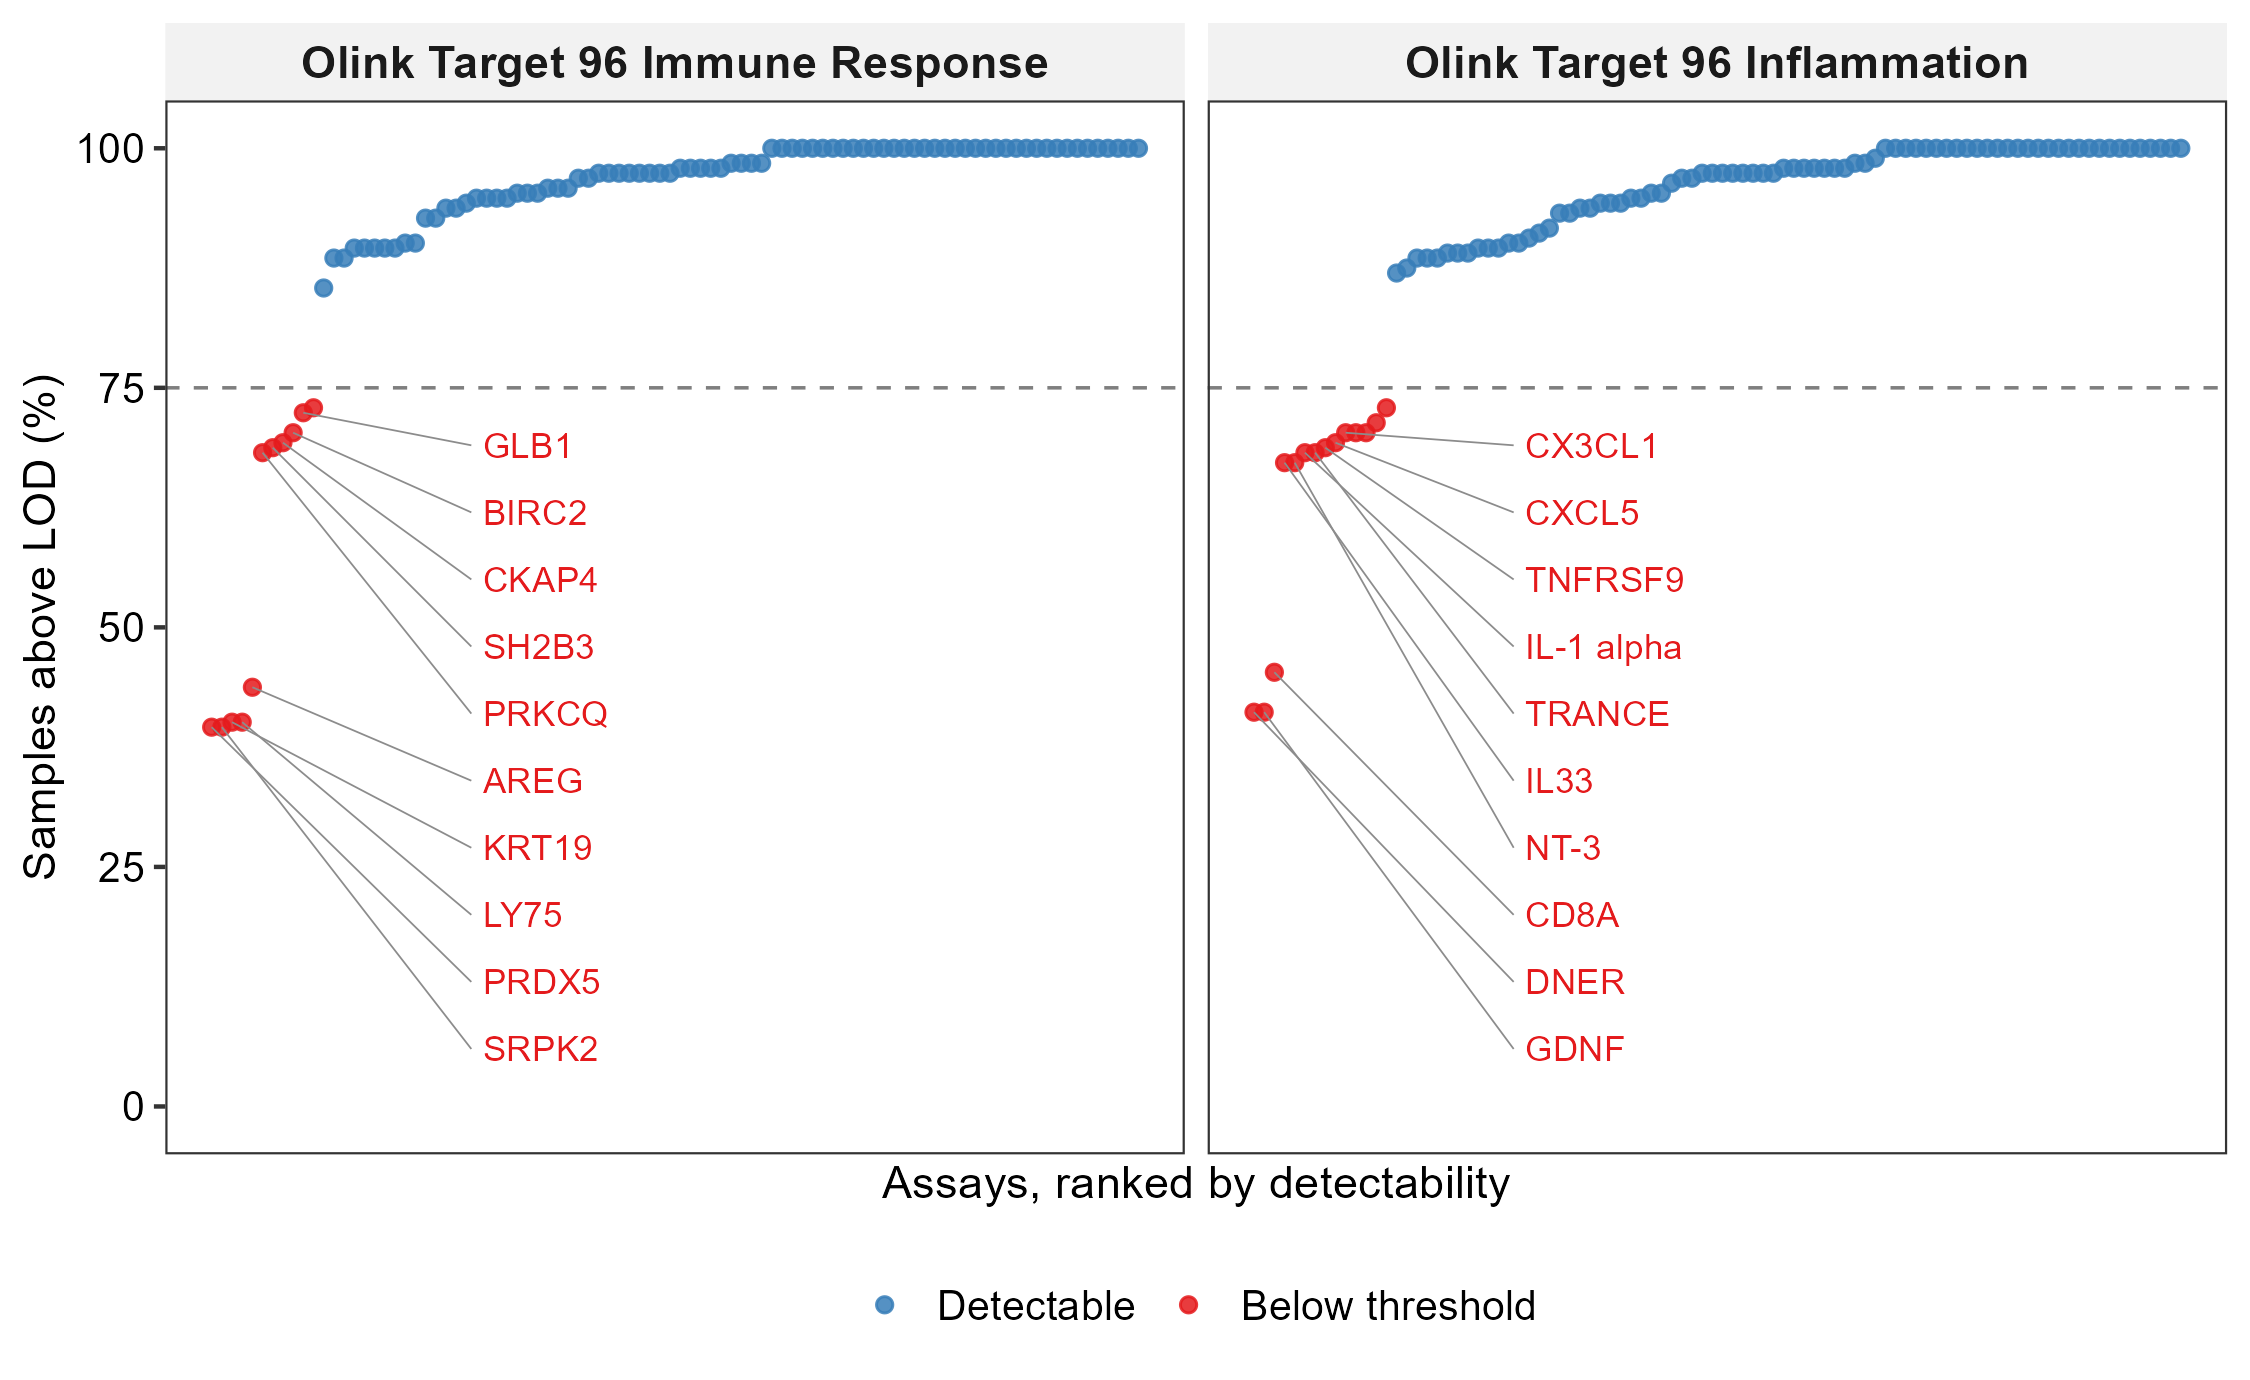 Olink Target 96 Immune Response
Olink Target 96 Inflammation
Samples above LOD (%)
100
75
50
25
0
GLB1
BIRC2
CKAP4
SH2B3
PRKCQ
AREG
KRT19
LY75
PRDX5
SRPK2
CX3CL1
CXCL5
TNFRSF9
IL-1 alpha
TRANCE
IL33
NT-3
CD8A
DNER
GDNF
Assays, ranked by detectability
Detectable
Below threshold